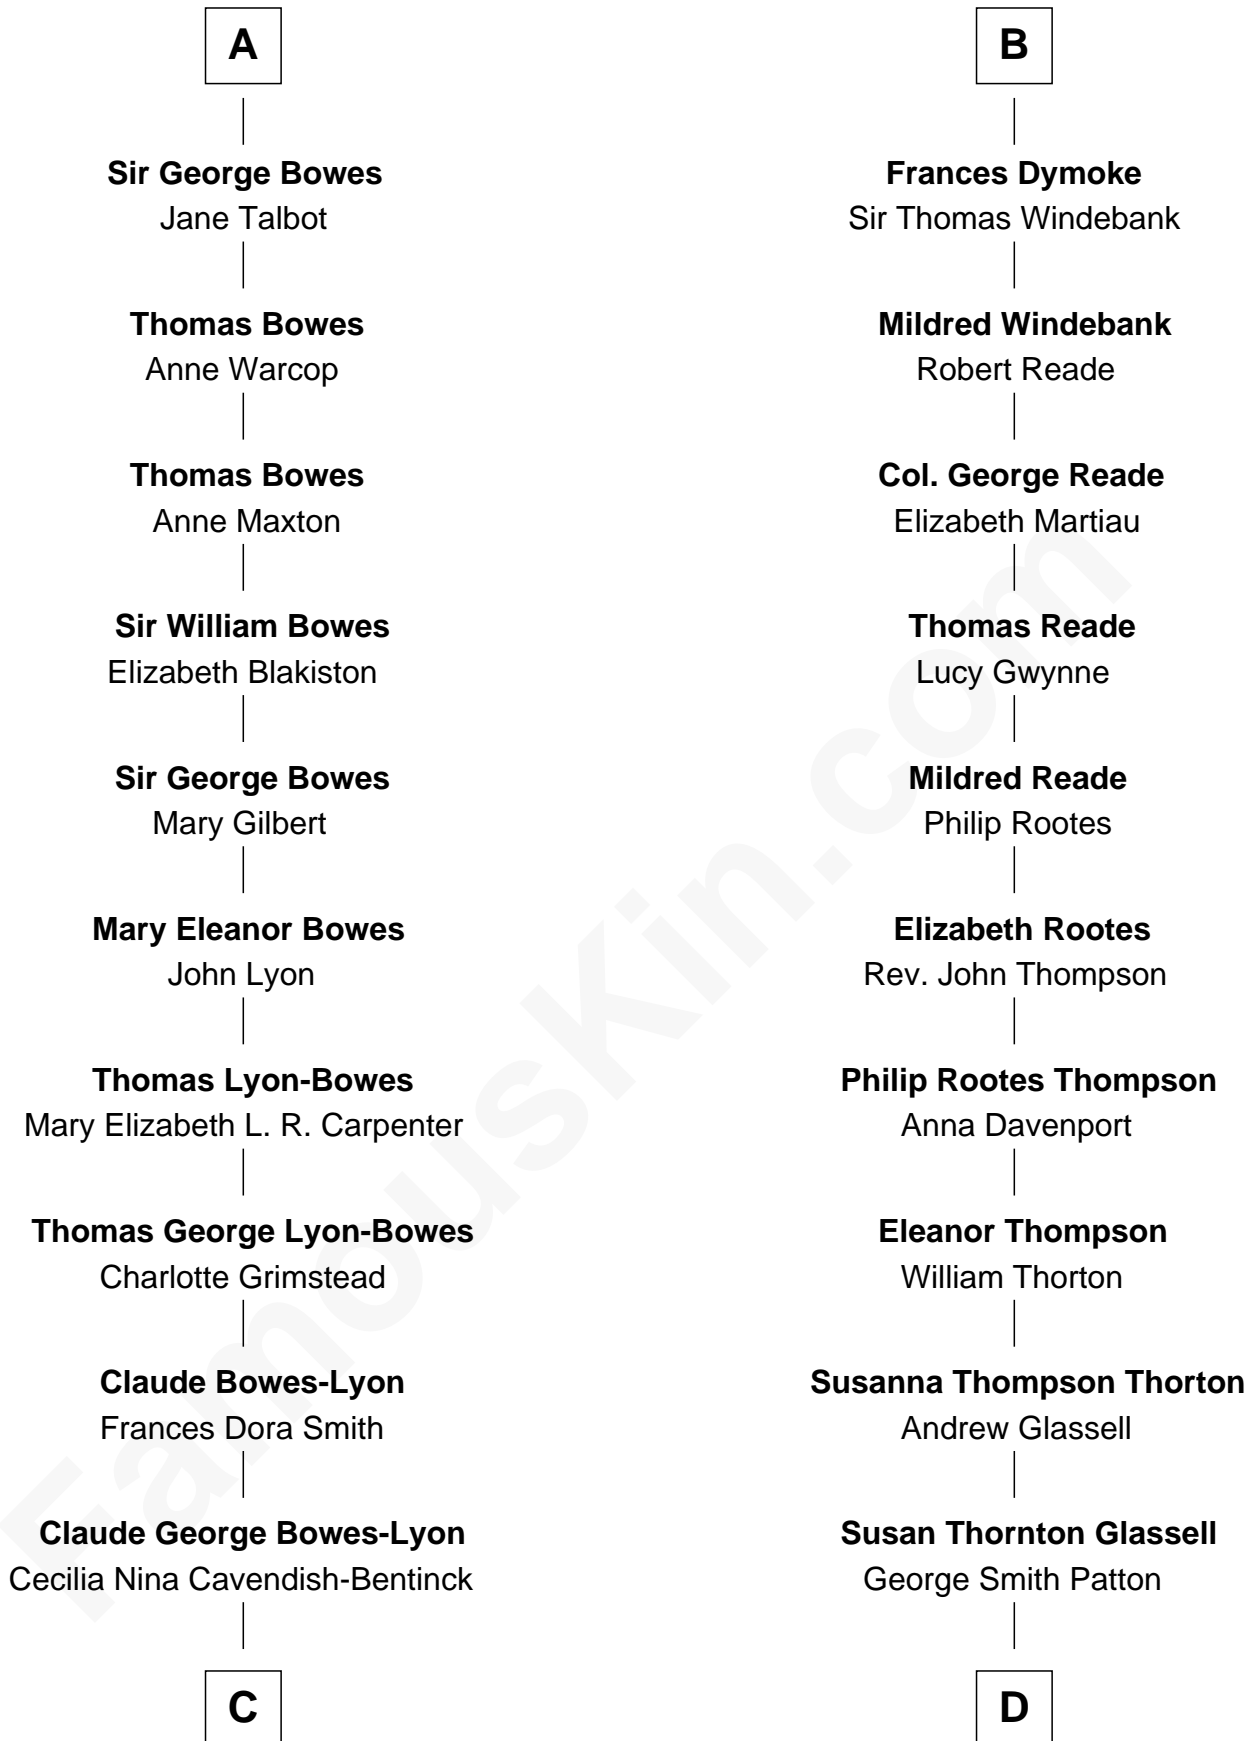 A
Sir George Bowes
Jane Talbot
Thomas Bowes
Anne Warcop
Thomas Bowes
Anne Maxton
Sir William Bowes
Elizabeth Blakiston
Sir George Bowes
Mary Gilbert
Mary Eleanor Bowes
John Lyon
Thomas Lyon-Bowes
Mary Elizabeth L. R. Carpenter
Thomas George Lyon-Bowes
Charlotte Grimstead
Claude Bowes-Lyon
Frances Dora Smith
Claude George Bowes-Lyon
Cecilia Nina Cavendish-Bentinck
C
B
Frances Dymoke
Sir Thomas Windebank
Mildred Windebank
Robert Reade
Col. George Reade
Elizabeth Martiau
Thomas Reade
Lucy Gwynne
Mildred Reade
Philip Rootes
Elizabeth Rootes
Rev. John Thompson
Philip Rootes Thompson
Anna Davenport
Eleanor Thompson
William Thorton
Susanna Thompson Thorton
Andrew Glassell
Susan Thornton Glassell
George Smith Patton
D
FamousKin.com